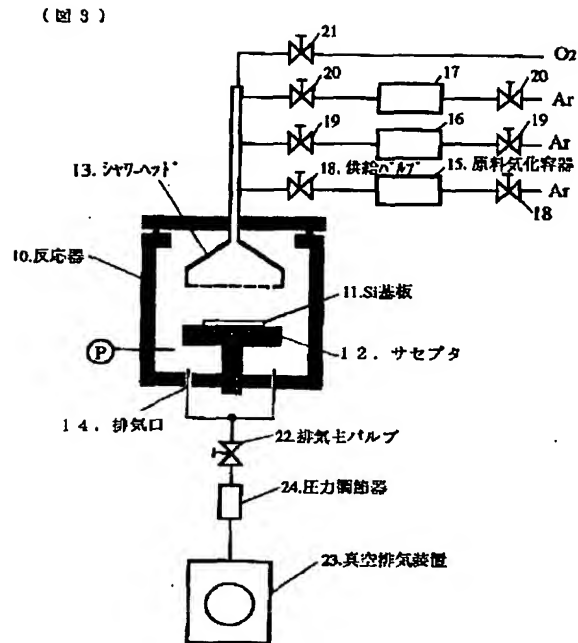 (図9)
21
O2
20
17
20
Ar
19
16
19
Ar
13.シャワーヘッド
18.供給バルブ
15.原料気化容器
Ar
18
10.反応器
11.Si基板
P
12.サセプタ
14.排気口
22.排気主バルブ
24.圧力調節器
23.真空排気装置